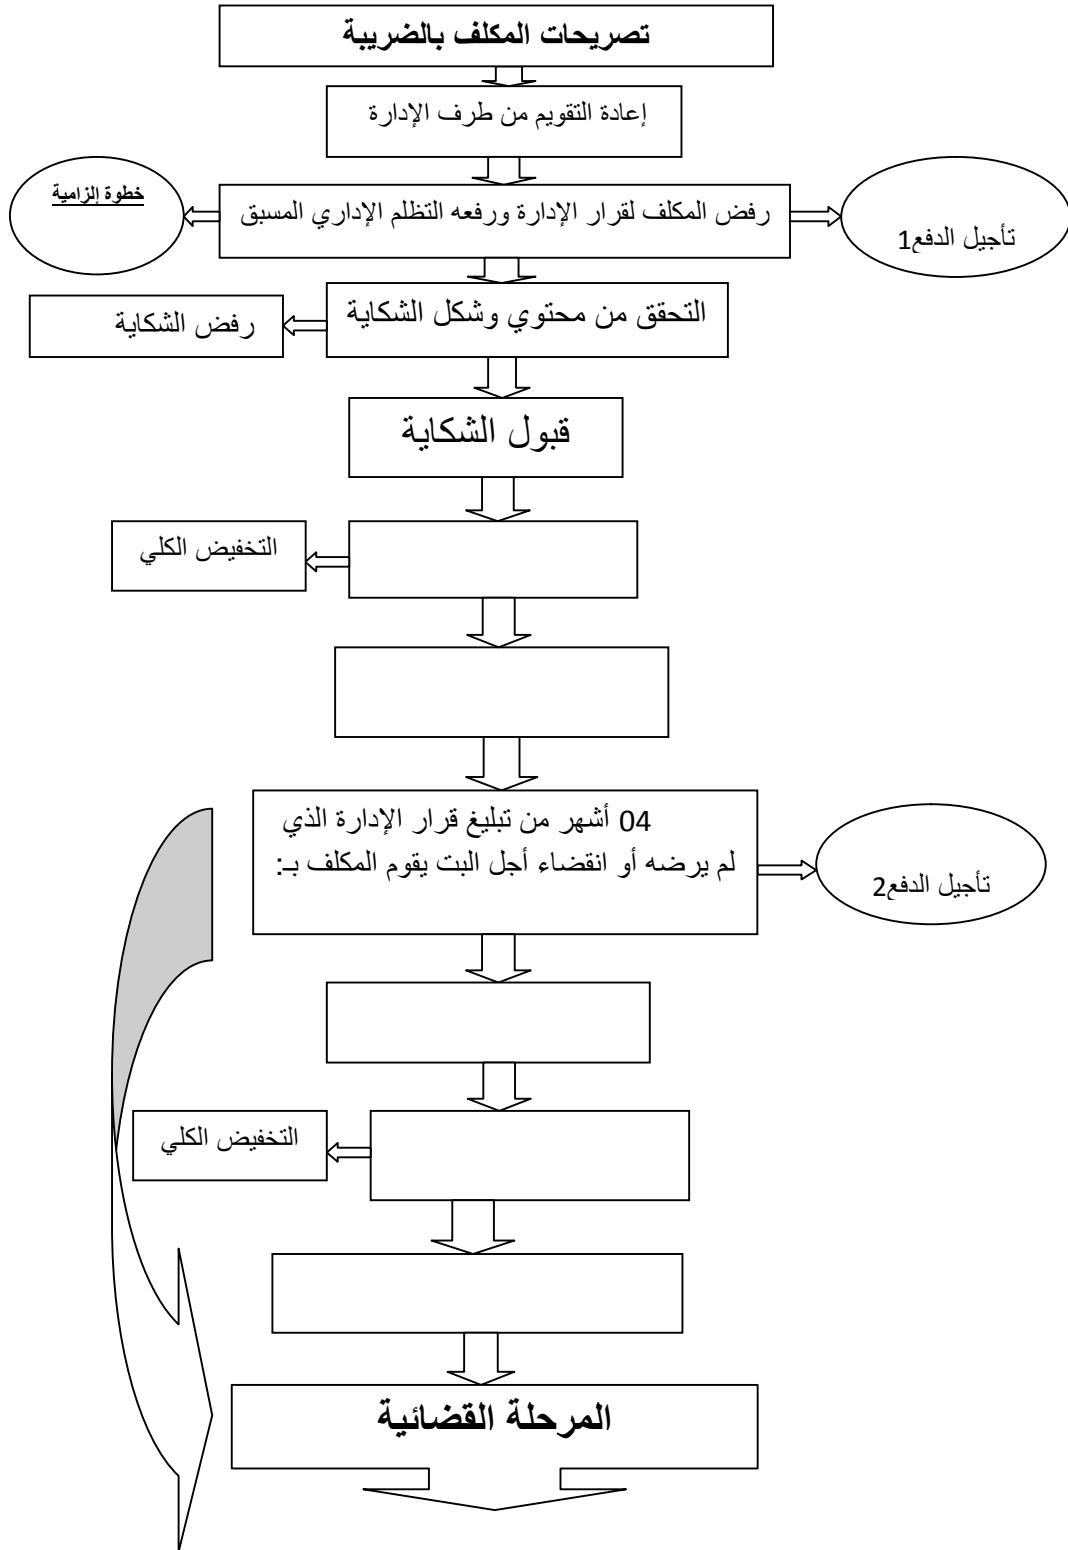 تصريحات المكلف بالضريبة
إعادة التقويم من طرف الإدارة
خطوة إلزامية
رفض المكلف لقرار الإدارة ورفعه التظلم الإداري المسبق
تأجيل الدفع1
التحقق من محتوي وشكل الشكاية
رفض الشكاية
قبول الشكاية
التخفيض الكلي
04 أشهر من تبليغ قرار الإدارة الذي
لم يرضه أو انقضاء أجل البت يقوم المكلف بـ:
تأجيل الدفع2
التخفيض الكلي
المرحلة القضائية